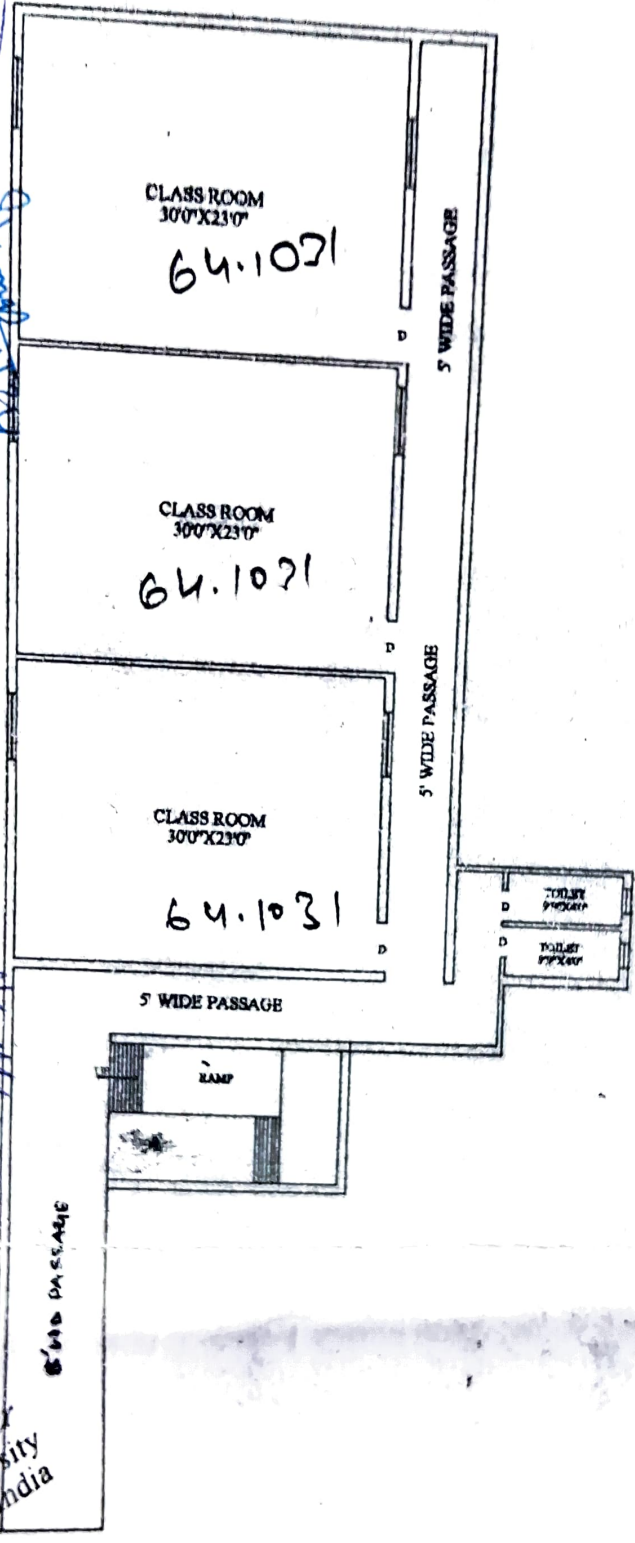 CLASS ROOM
30'0"X23'0"
64.1031
D
5' WIDE PASSAGE
CLASS ROOM
30'0"X23'0"
64.1031
D
5' WIDE PASSAGE
CLASS ROOM
30'0"X23'0"
64.1031
D
TOILET
D
D
TOILET
5' WIDE PASSAGE
UP
RAMP
PASSAGE
sity
ndia